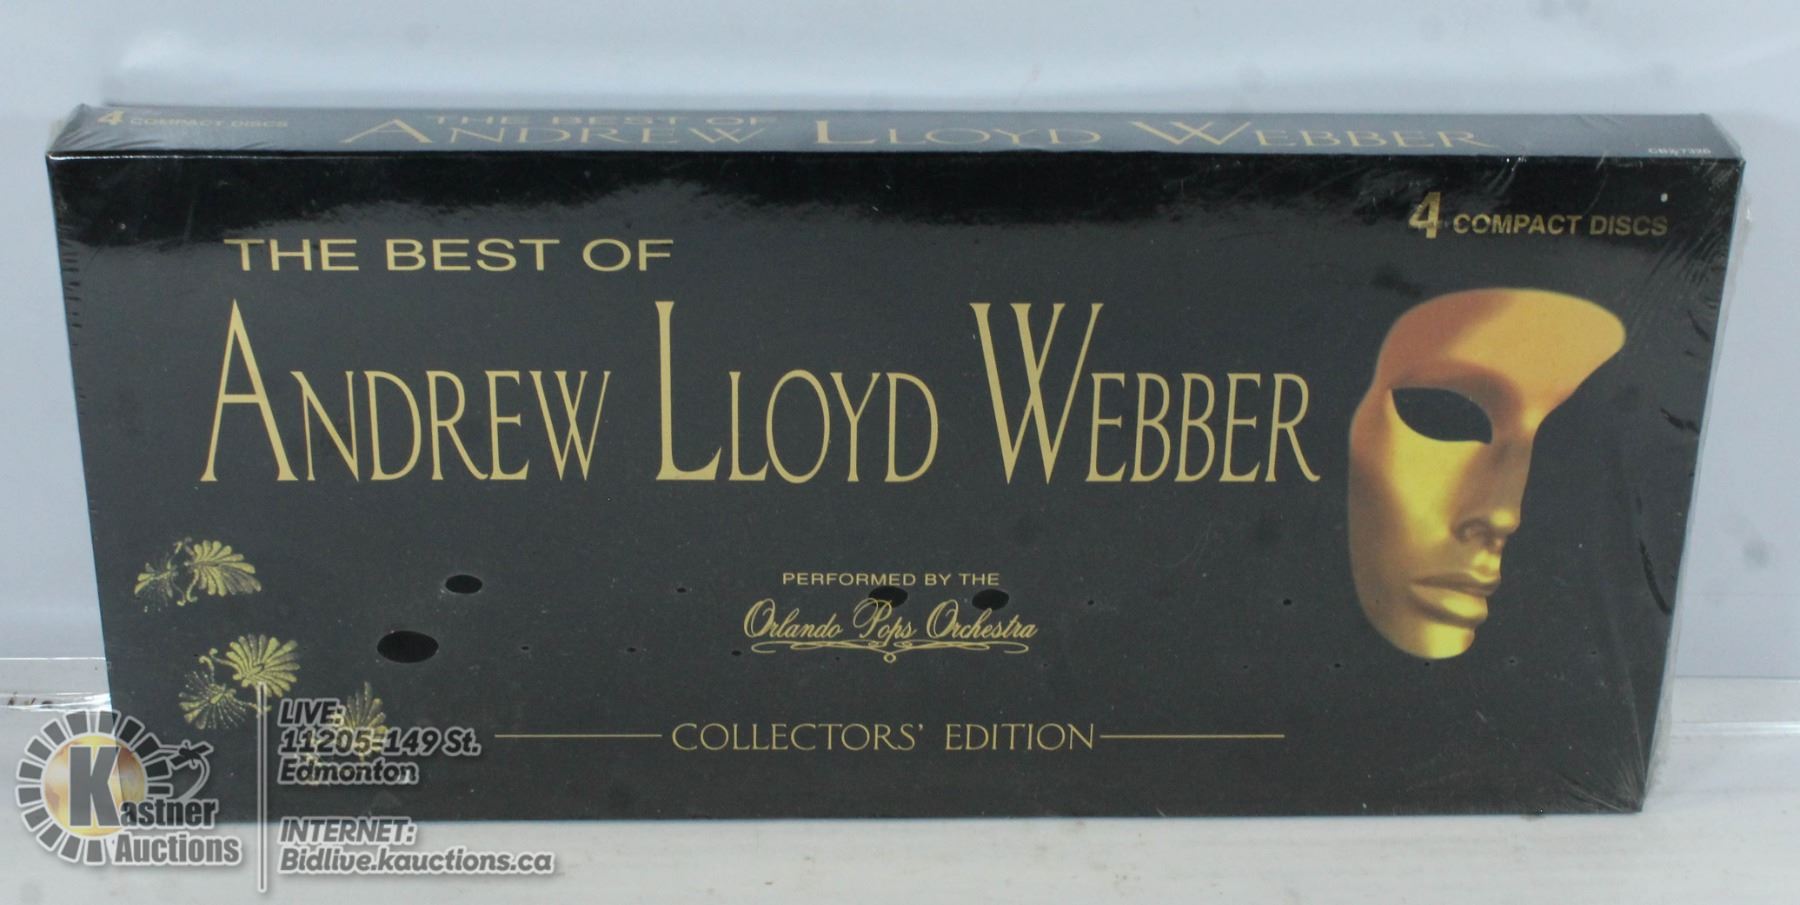 4 COMPACT DISCS
THE BEST OF
ANDREW LLOYD WEBBER
4 COMPACT DISCS
THE BEST OF
ANDREW LLOYD WEBBER
PERFORMED BY THE
Orlando Pops Orchestra
COLLECTORS' EDITION
Kastner
Auctions
LIVE:
11205-149 St.
Edmonton
INTERNET:
Bidlive.kauctions.ca